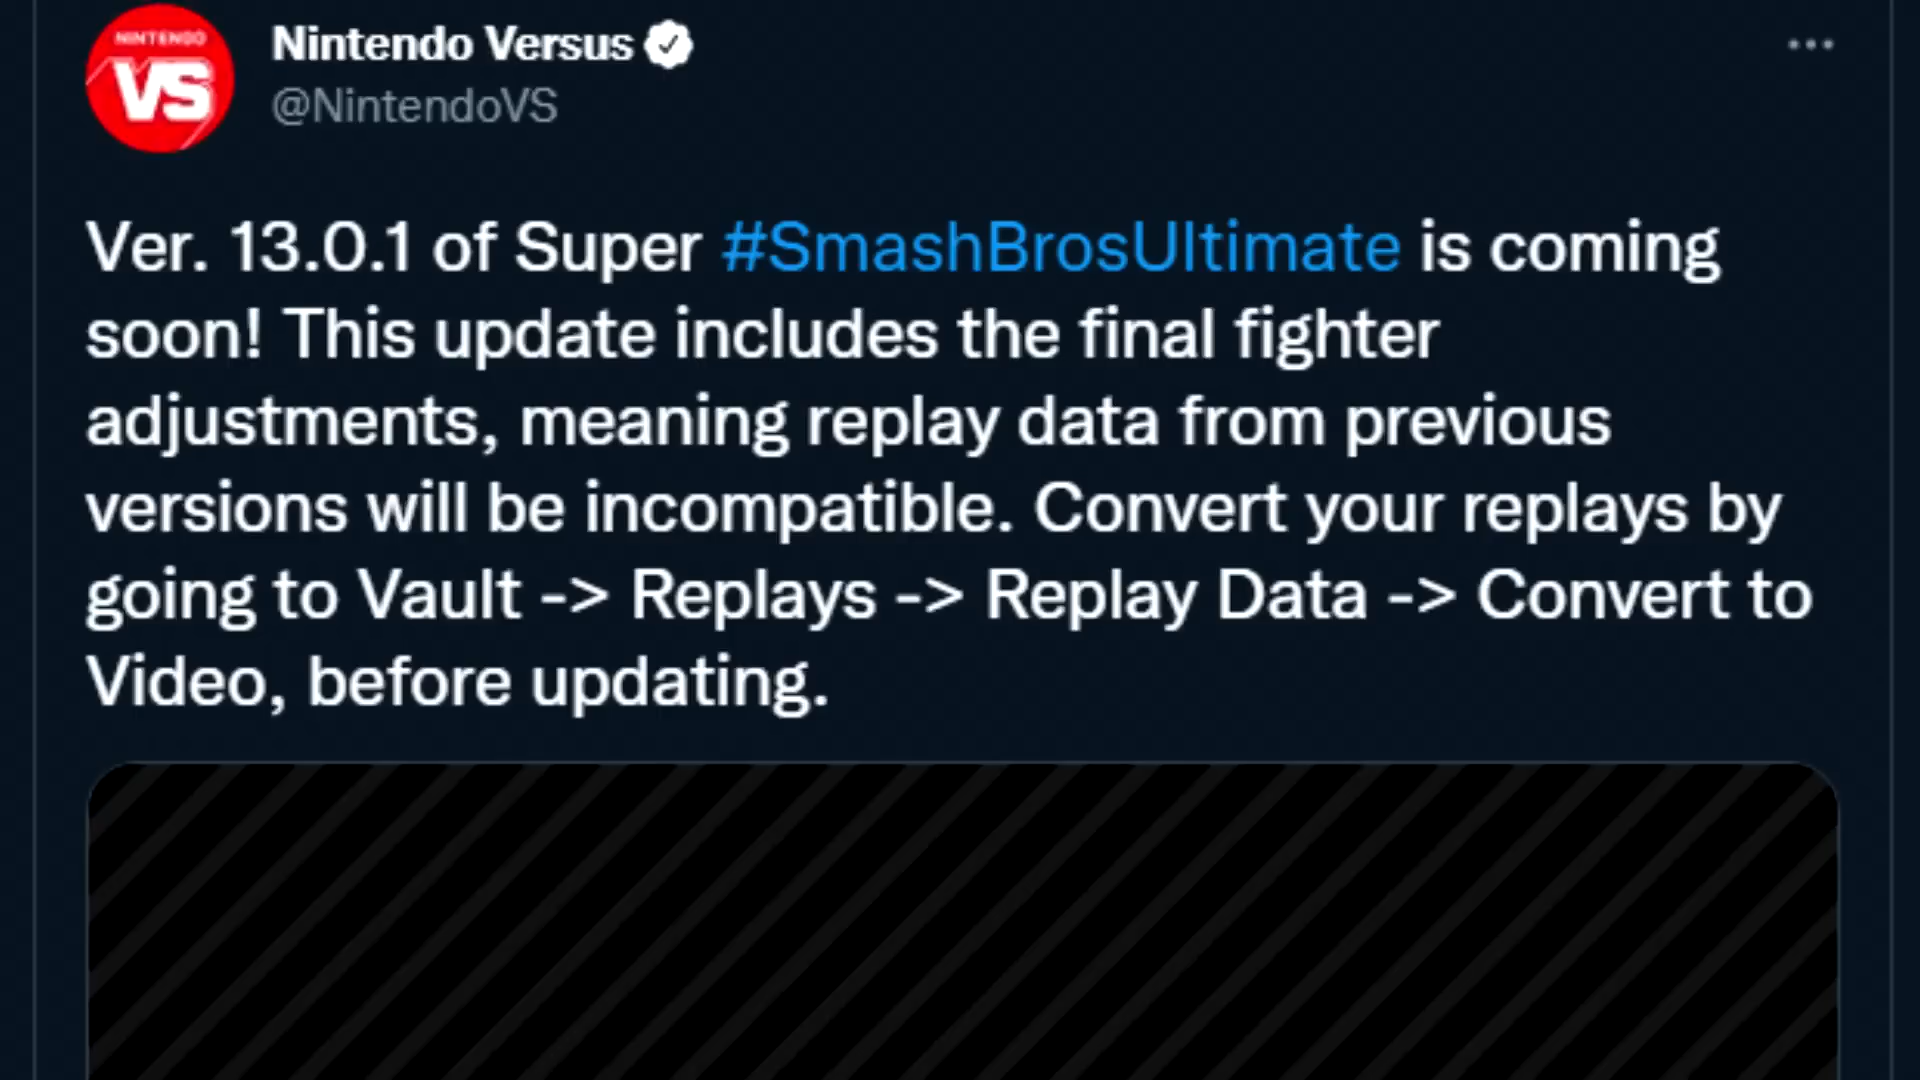 NINTENDO
VS
Nintendo Versus
@NintendoVS
Ver. 13.0.1 of Super #SmashBrosUltimate is coming
soon! This update includes the final fighter
adjustments, meaning replay data from previous
versions will be incompatible. Convert your replays by
going to Vault -> Replays -> Replay Data -> Convert to
Video, before updating.